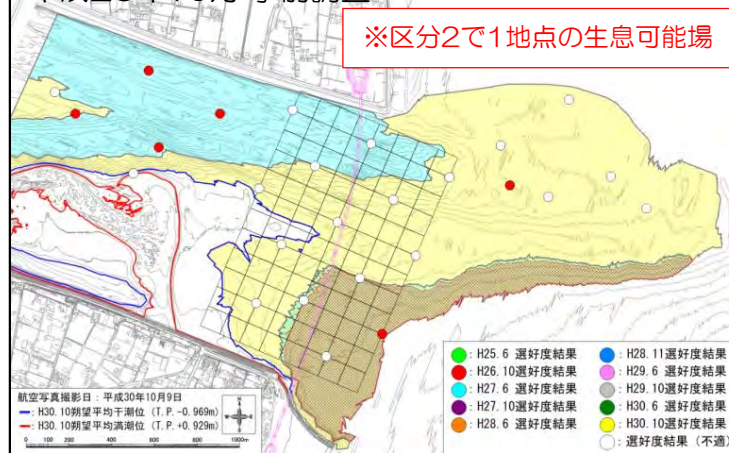 ※区分2で1地点の生息可能場
航空写真撮影日：平成30年10月9日
：H30.10朔望平均干潮位（T.P.-0.969m）
：H30.10朔望平均満潮位（T.P.+0.929m）
0 100 200 400 600 800 1000m
：H25.6 選好度結果
：H26.10選好度結果
：H27.6 選好度結果
：H27.10選好度結果
：H28.6 選好度結果
：H28.11選好度結果
：H29.6 選好度結果
：H29.10選好度結果
：H30.6 選好度結果
：H30.10選好度結果
：選好度結果（不適）